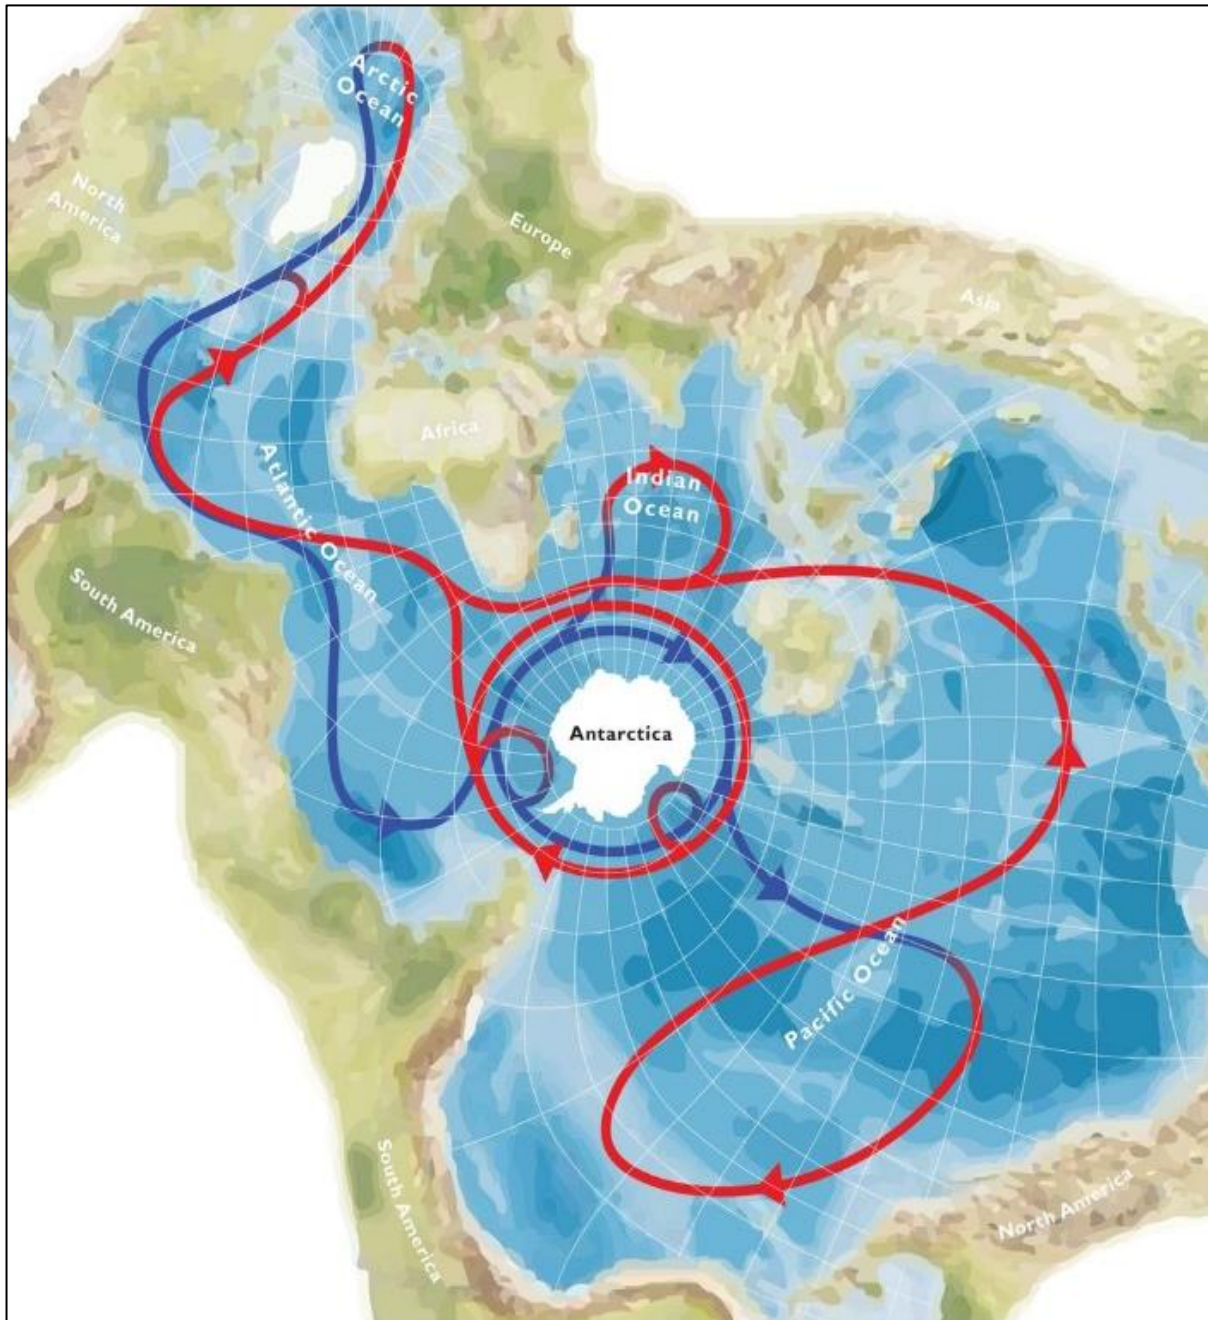 Arctic
Ocean
North
America
Europe
Asia
Africa
Indian
Ocean
Atlantic Ocean
South America
Antarctica
Pacific Ocean
South America
North America